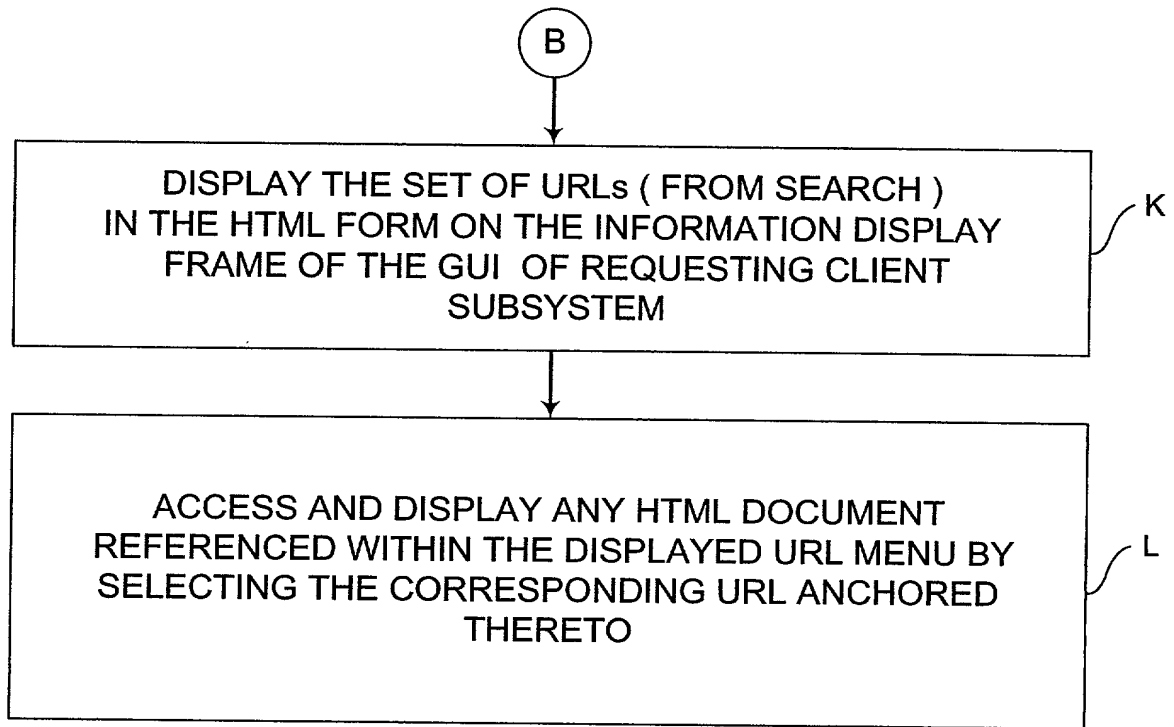 B
DISPLAY THE SET OF URLs ( FROM SEARCH )
IN THE HTML FORM ON THE INFORMATION DISPLAY
FRAME OF THE GUI OF REQUESTING CLIENT
SUBSYSTEM
K
ACCESS AND DISPLAY ANY HTML DOCUMENT
REFERENCED WITHIN THE DISPLAYED URL MENU BY
SELECTING THE CORRESPONDING URL ANCHORED
THERETO
L